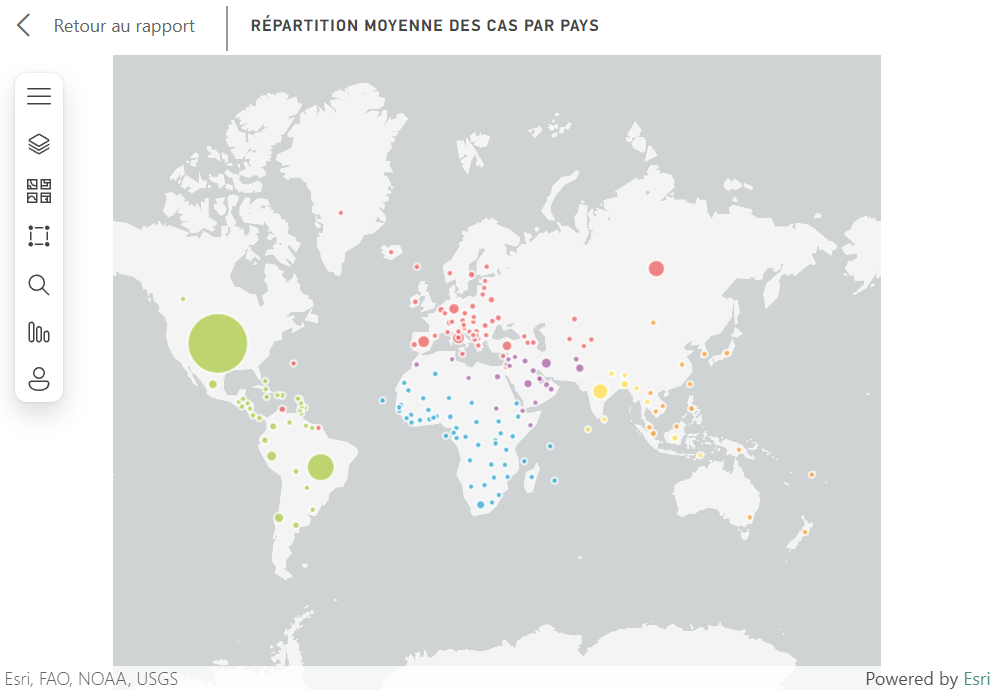 Retour au rapport
RÉPARTITION MOYENNE DES CAS PAR PAYS
Esri, FAO, NOAA, USGS
Powered by Esri